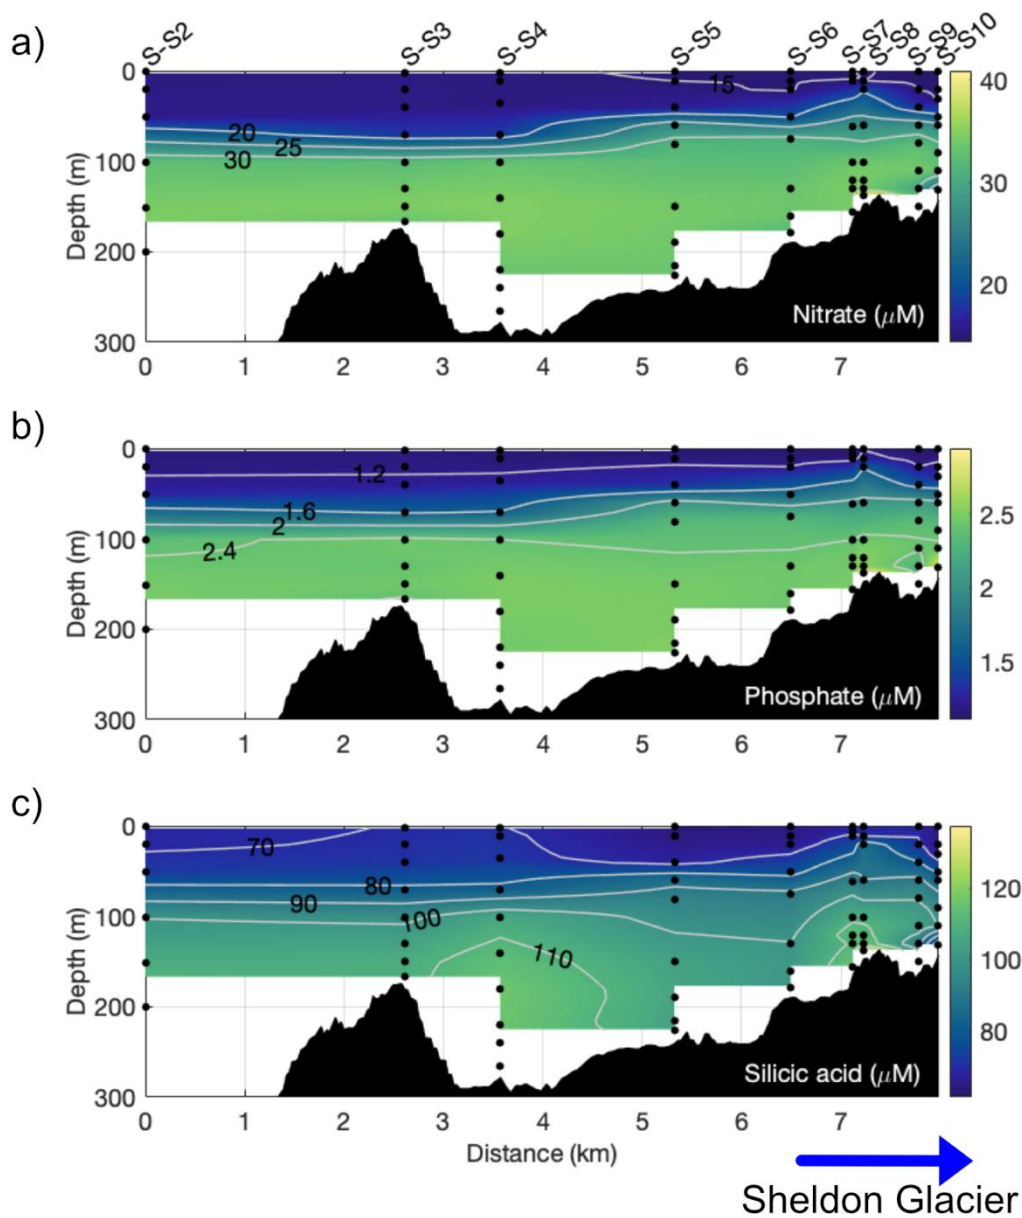 a)
S-S2
S-S3
S-S4
S-S5
S-S6
S-S7
S-S8
S-S9
S-S10
0
100
200
300
Depth (m)
15
20
25
30
Nitrate (μM)
40
30
20
0 1 2 3 4 5 6 7
b)
0
100
200
300
Depth (m)
1.2
1.6
2
2.4
Phosphate (μM)
2.5
2
1.5
0 1 2 3 4 5 6 7
c)
0
100
200
300
Depth (m)
70
80
90
100
110
Silicic acid (μM)
120
100
80
0 1 2 3 4 5 6 7
Distance (km)
Sheldon Glacier